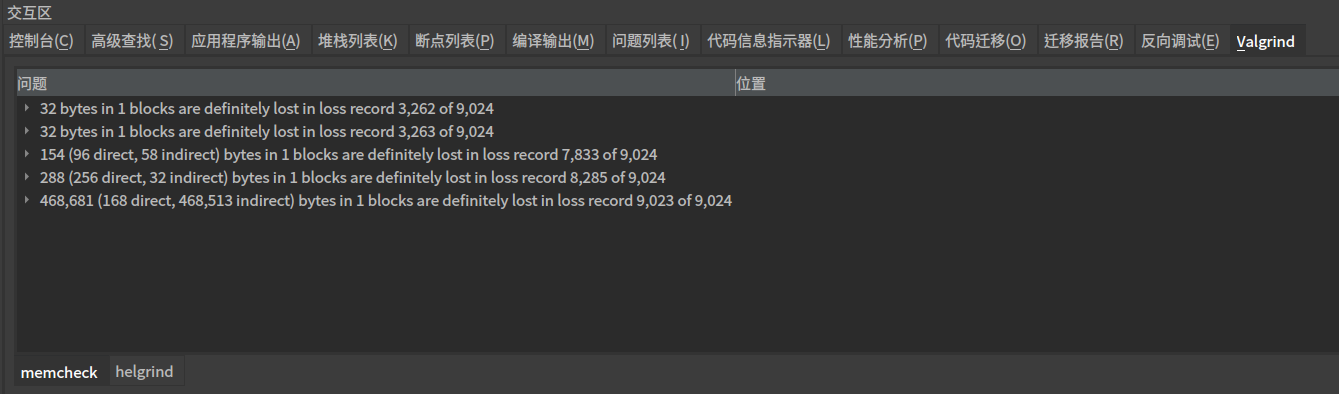 交互区
控制台(C) 高级查找( S) 应用程序输出(A) 堆栈列表(K) 断点列表(P) 编译输出(M) 问题列表( I) 代码信息指示器(L) 性能分析(P) 代码迁移(O) 迁移报告(R) 反向调试(E) Valgrind
问题 位置
32 bytes in 1 blocks are definitely lost in loss record 3,262 of 9,024
32 bytes in 1 blocks are definitely lost in loss record 3,263 of 9,024
154 (96 direct, 58 indirect) bytes in 1 blocks are definitely lost in loss record 7,833 of 9,024
288 (256 direct, 32 indirect) bytes in 1 blocks are definitely lost in loss record 8,285 of 9,024
468,681 (168 direct, 468,513 indirect) bytes in 1 blocks are definitely lost in loss record 9,023 of 9,024
memcheck helgrind